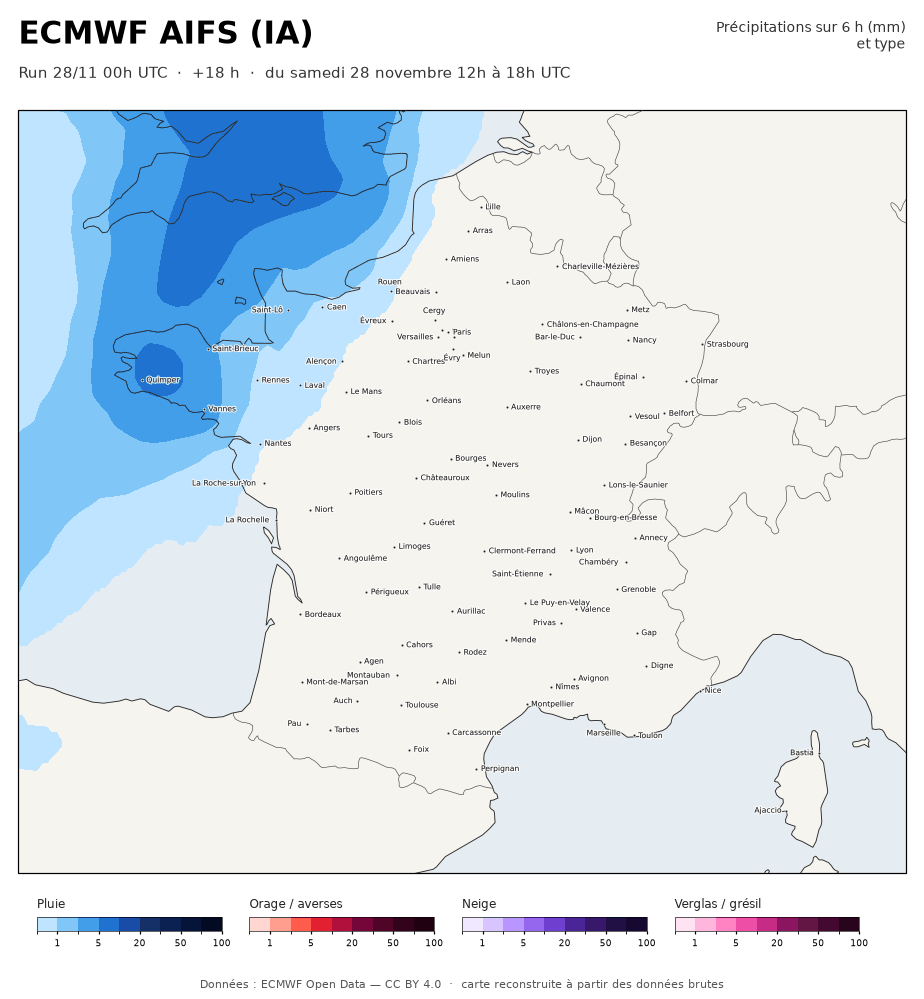 ECMWF AIFS (IA)
Précipitations sur 6 h (mm)
et type
Run 28/11 00h UTC · +18 h · du samedi 28 novembre 12h à 18h UTC
Lille
Arras
Amiens
Charleville-Mézières
Rouen
Beauvais
Laon
Saint-Lô
Caen
Cergy
Metz
Évreux
Châlons-en-Champagne
Versailles
Paris
Bar-le-Duc
Nancy
Strasbourg
Saint-Brieuc
Alençon
Chartres
Évry
Melun
Quimper
Rennes
Laval
Le Mans
Troyes
Chaumont
Épinal
Colmar
Vannes
Orléans
Auxerre
Vesoul
Belfort
Angers
Blois
Tours
Nantes
Dijon
Besançon
Bourges
Nevers
La Roche-sur-Yon
Châteauroux
Lons-le-Saunier
Poitiers
Moulins
Niort
Mâcon
Bourg-en-Bresse
La Rochelle
Guéret
Annecy
Angoulême
Limoges
Clermont-Ferrand
Lyon
Chambéry
Saint-Étienne
Périgueux
Tulle
Grenoble
Bordeaux
Aurillac
Le Puy-en-Velay
Valence
Privas
Gap
Cahors
Mende
Rodez
Agen
Digne
Montauban
Mont-de-Marsan
Albi
Avignon
Nîmes
Nice
Auch
Toulouse
Montpellier
Pau
Tarbes
Carcassonne
Marseille
Toulon
Foix
Perpignan
Bastia
Ajaccio
Pluie
Orage / averses
Neige
Verglas / grésil
1 5 20 50 100
1 5 20 50 100
1 5 20 50 100
1 5 20 50 100
Données : ECMWF Open Data — CC BY 4.0 · carte reconstruite à partir des données brutes